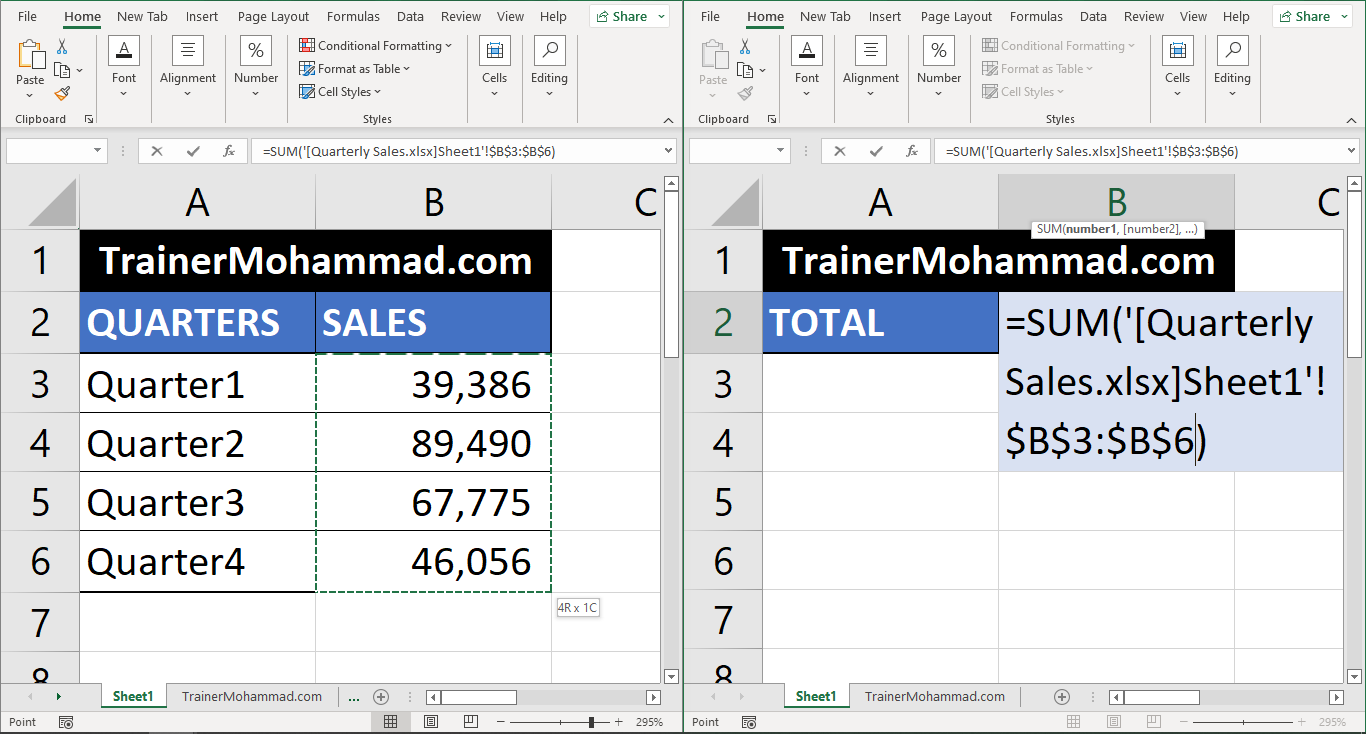 File Home New Tab Insert Page Layout Formulas Data Review View Help Share
Paste
Clipboard
Font
Alignment
Number
Conditional Formatting
Format as Table
Cell Styles
Styles
Cells
Editing
fx =SUM('[Quarterly Sales.xlsx]Sheet1'!$B$3:$B$6)
A B C
1 TrainerMohammad.com
2 QUARTERS SALES
3 Quarter1 39,386
4 Quarter2 89,490
5 Quarter3 67,775
6 Quarter4 46,056
4R x 1C
7
8
Sheet1 TrainerMohammad.com ...
Point 295%
File Home New Tab Insert Page Layout Formulas Data Review View Help Share
Paste
Clipboard
Font
Alignment
Number
Conditional Formatting
Format as Table
Cell Styles
Styles
Cells
Editing
fx =SUM('[Quarterly Sales.xlsx]Sheet1'!$B$3:$B$6)
A B C
SUM(number1, [number2], ...)
1 TrainerMohammad.com
2 TOTAL =SUM('[Quarterly
3 Sales.xlsx]Sheet1'!
4 $B$3:$B$6)
5
6
7
8
Sheet1 TrainerMohammad.com
Point 295%